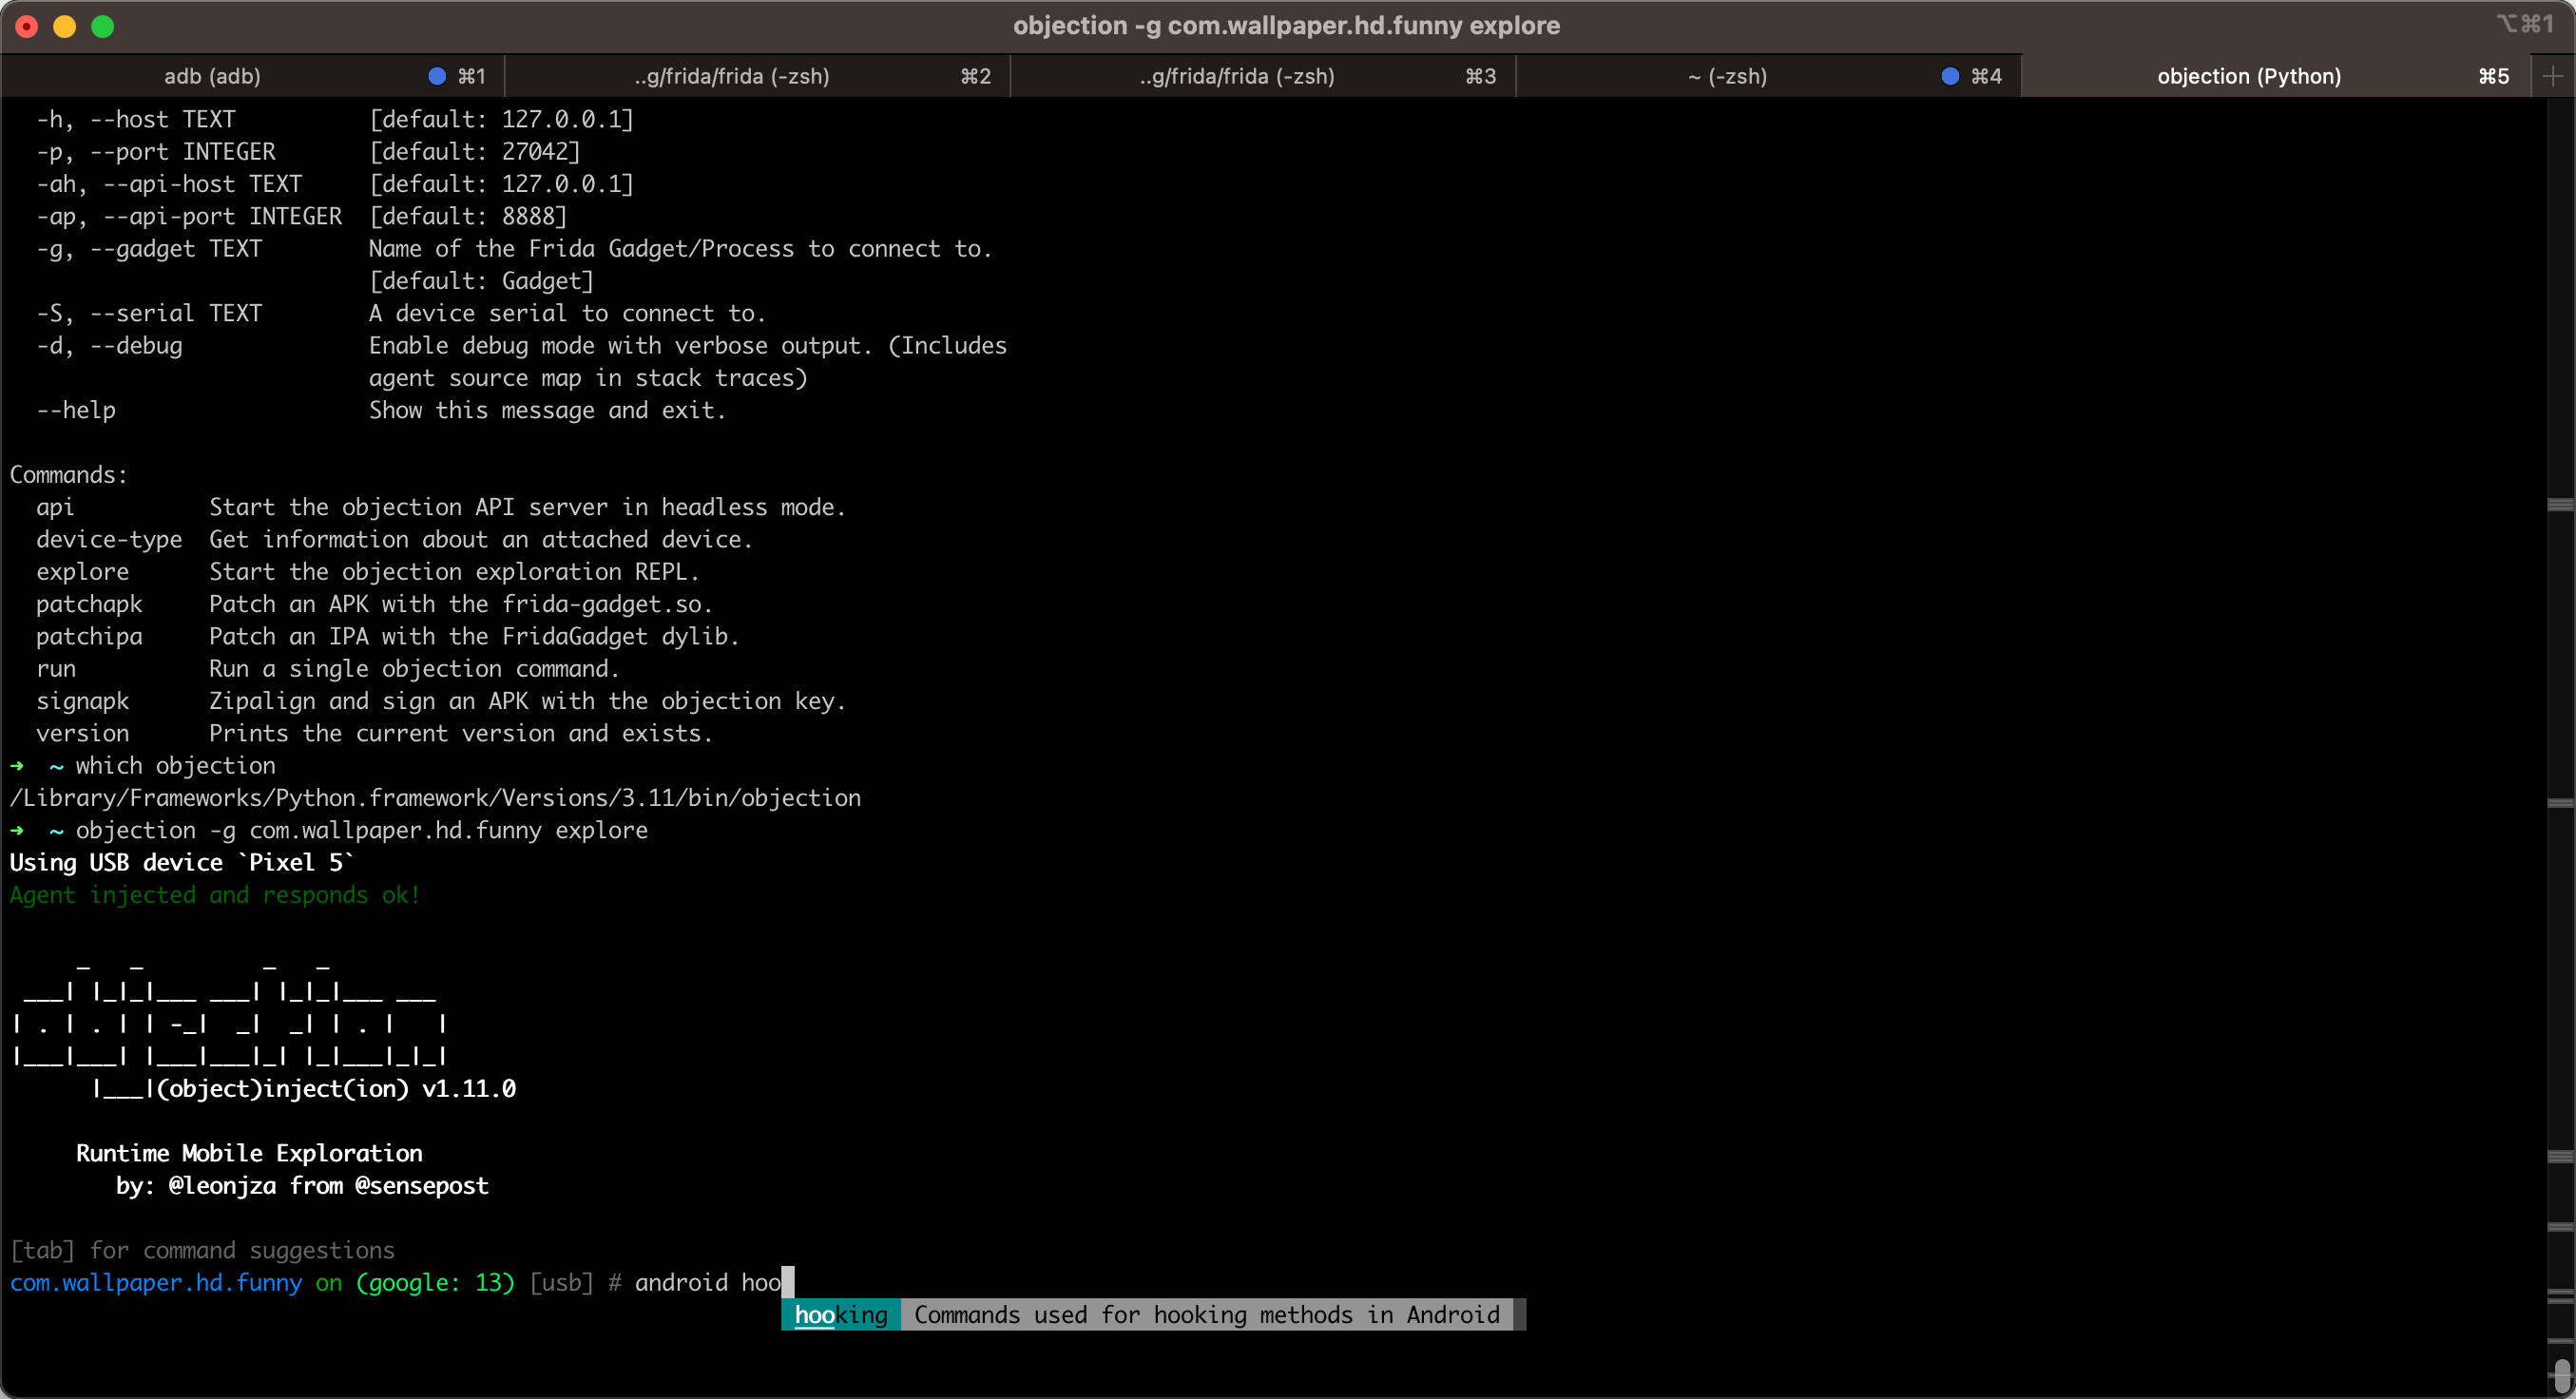 objection -g com.wallpaper.hd.funny explore
⌥⌘1
adb (adb) ⌘1 ..g/frida/frida (-zsh) ⌘2 ..g/frida/frida (-zsh) ⌘3 ~ (-zsh) ⌘4 objection (Python) ⌘5
  -h, --host TEXT          [default: 127.0.0.1]
  -p, --port INTEGER       [default: 27042]
  -ah, --api-host TEXT     [default: 127.0.0.1]
  -ap, --api-port INTEGER  [default: 8888]
  -g, --gadget TEXT        Name of the Frida Gadget/Process to connect to.
                           [default: Gadget]
  -S, --serial TEXT        A device serial to connect to.
  -d, --debug              Enable debug mode with verbose output. (Includes
                           agent source map in stack traces)
  --help                   Show this message and exit.

Commands:
  api          Start the objection API server in headless mode.
  device-type  Get information about an attached device.
  explore      Start the objection exploration REPL.
  patchapk     Patch an APK with the frida-gadget.so.
  patchipa     Patch an IPA with the FridaGadget dylib.
  run          Run a single objection command.
  signapk      Zipalign and sign an APK with the objection key.
  version      Prints the current version and exists.
➜  ~ which objection
/Library/Frameworks/Python.framework/Versions/3.11/bin/objection
➜  ~ objection -g com.wallpaper.hd.funny explore
Using USB device `Pixel 5`
Agent injected and responds ok!

     _   _         _   _
 ___| |_|_|___ ___| |_|_|___ ___
| . | . | | -_|  _|  _| | . |   |
|___|___| |___|___|_| |_|___|_|_|
      |___|(object)inject(ion) v1.11.0

     Runtime Mobile Exploration
        by: @leonjza from @sensepost

[tab] for command suggestions
com.wallpaper.hd.funny on (google: 13) [usb] # android hoo
hooking  Commands used for hooking methods in Android